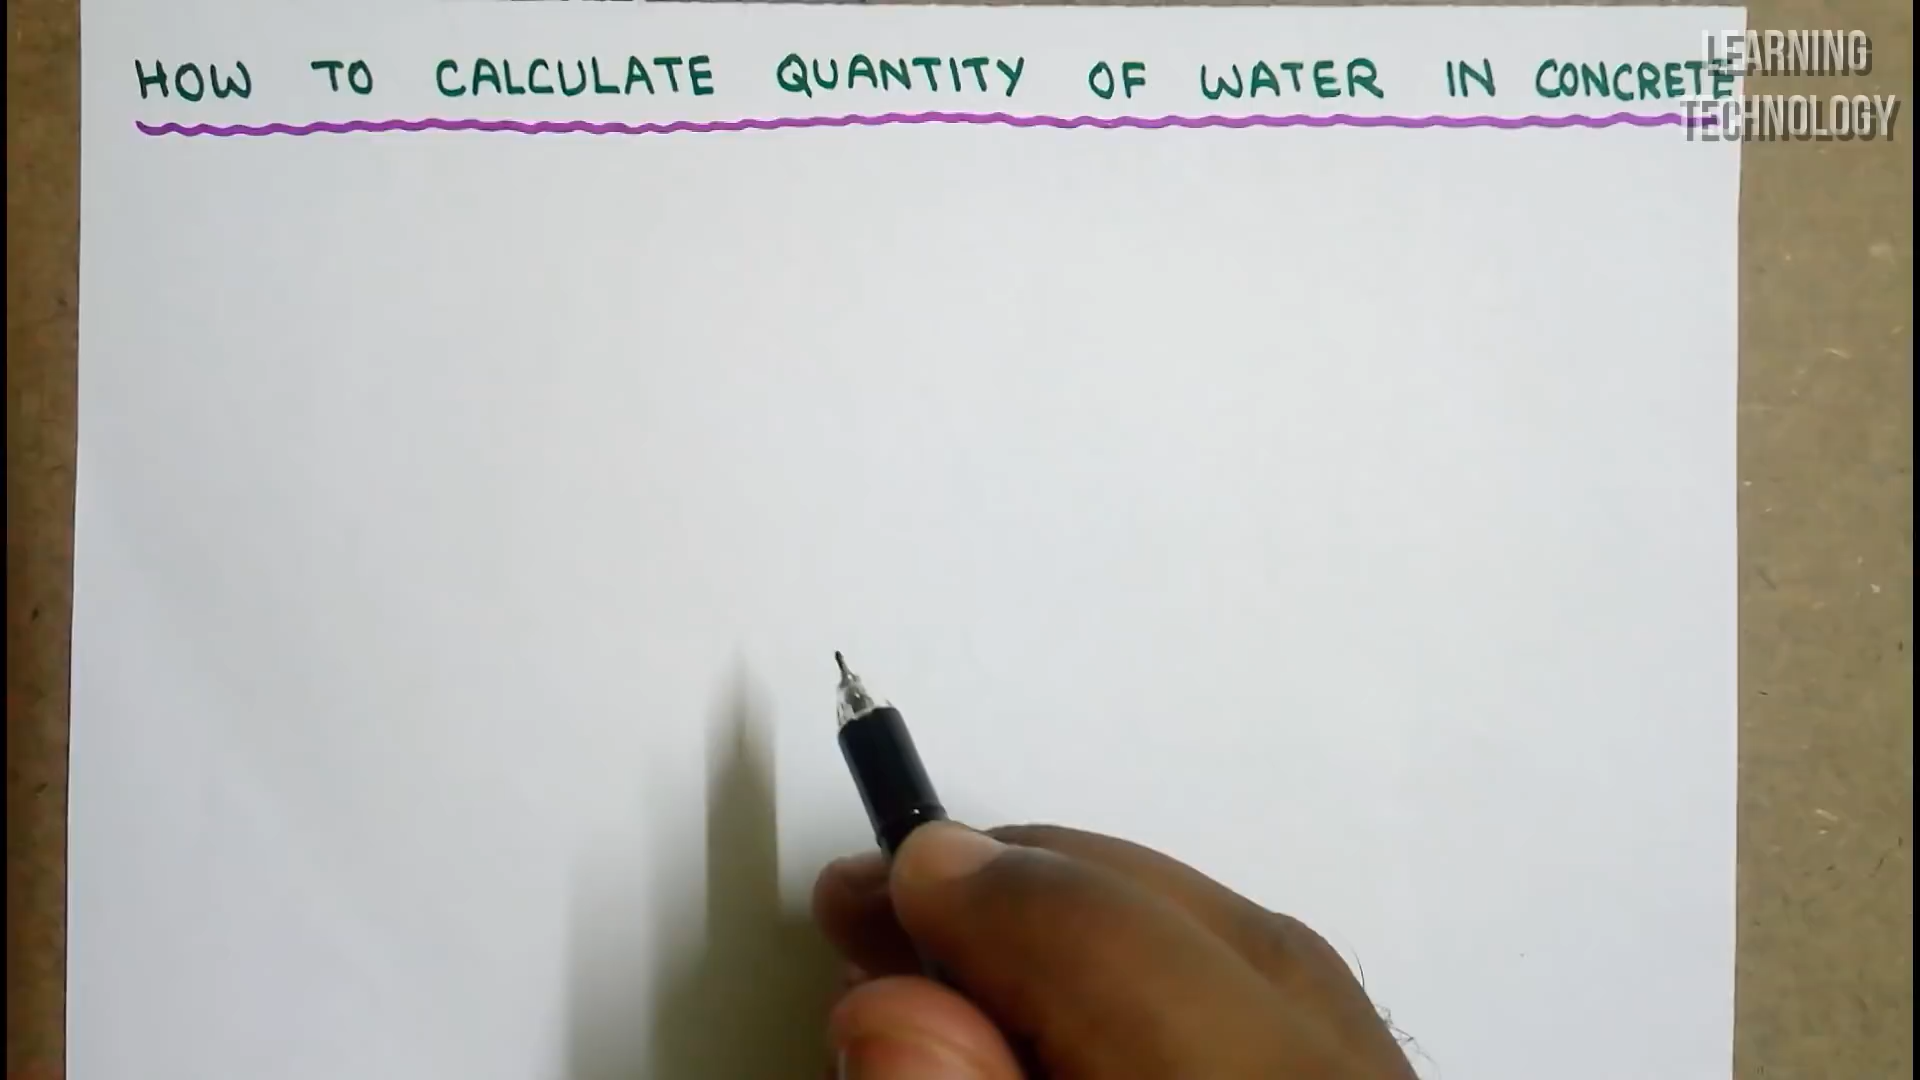 HOW TO CALCULATE QUANTITY OF WATER IN CONCRETE
LEARNING
TECHNOLOGY